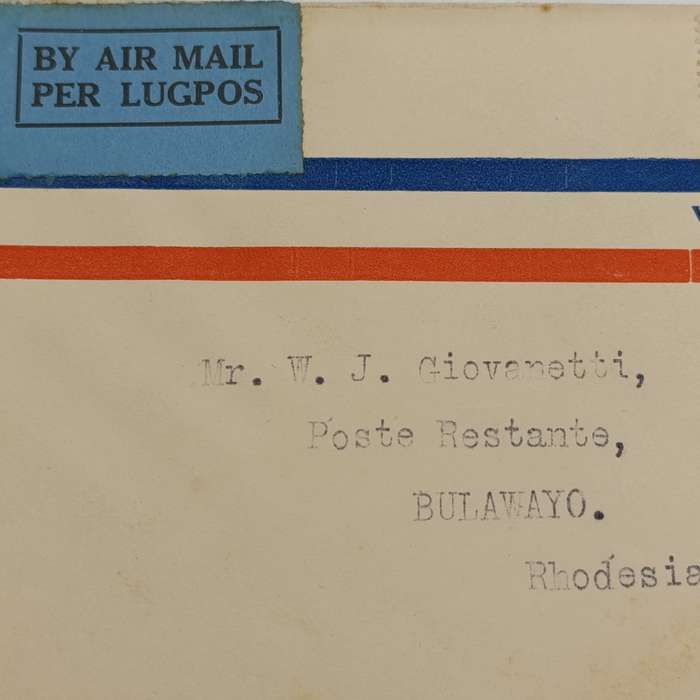 BY AIR MAIL
PER LUGPOS
Mr. W. J. Giovanetti,
Poste Restante,
BULAWAYO.
Rhodesia